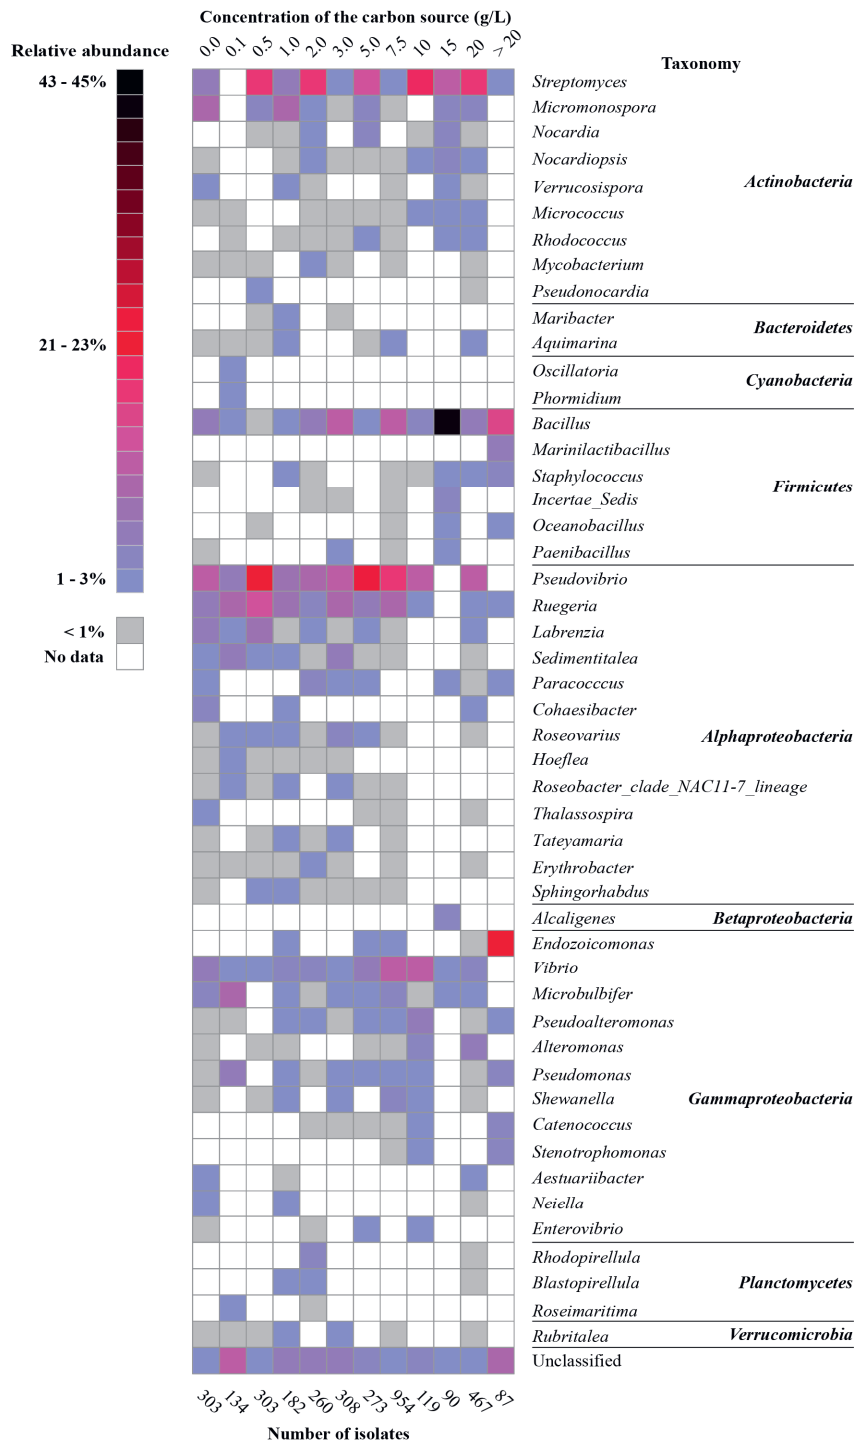 Concentration of the carbon source (g/L)
0.0 0.1 0.5 1.0 2.0 3.0 5.0 7.5 10 15 20 > 20
Relative abundance
Taxonomy
43 - 45%
21 - 23%
1 - 3%
< 1%
No data
Streptomyces
Micromonospora
Nocardia
Nocardiopsis
Actinobacteria
Verrucosispora
Micrococcus
Rhodococcus
Mycobacterium
Pseudonocardia
Maribacter
Bacteroidetes
Aquimarina
Oscillatoria
Cyanobacteria
Phormidium
Bacillus
Marinilactibacillus
Staphylococcus
Firmicutes
Incertae_Sedis
Oceanobacillus
Paenibacillus
Pseudovibrio
Ruegeria
Labrenzia
Sedimentitalea
Paracocccus
Cohaesibacter
Roseovarius
Alphaproteobacteria
Hoeflea
Roseobacter_clade_NAC11-7_lineage
Thalassospira
Tateyamaria
Erythrobacter
Sphingorhabdus
Alcaligenes
Betaproteobacteria
Endozoicomonas
Vibrio
Microbulbifer
Pseudoalteromonas
Alteromonas
Pseudomonas
Shewanella
Gammaproteobacteria
Catenococcus
Stenotrophomonas
Aestuariibacter
Neiella
Enterovibrio
Rhodopirellula
Blastopirellula
Planctomycetes
Roseimaritima
Rubritalea
Verrucomicrobia
Unclassified
303 134 303 182 260 308 273 954 119 90 467 87
Number of isolates